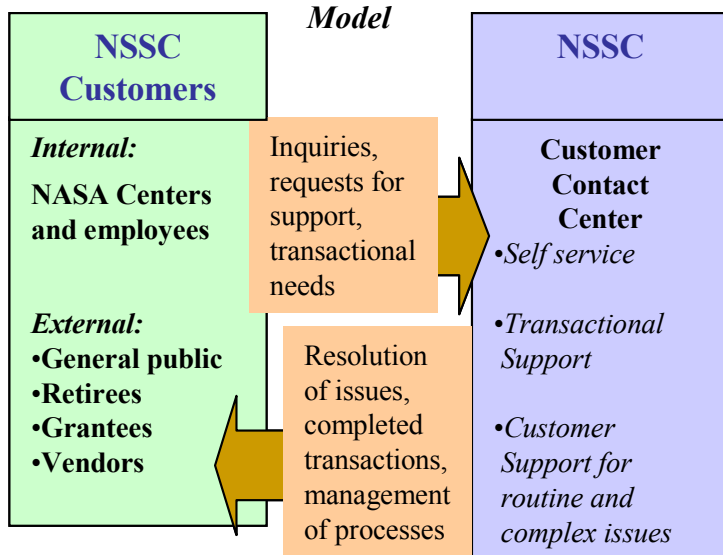 Model
NSSC
Customers
Internal:
NASA Centers
and employees
External:
•General public
•Retirees
•Grantees
•Vendors
Inquiries,
requests for
support,
transactional
needs
Resolution
of issues,
completed
transactions,
management
of processes
NSSC
Customer
Contact
Center
•Self service
•Transactional
Support
•Customer
Support for
routine and
complex issues